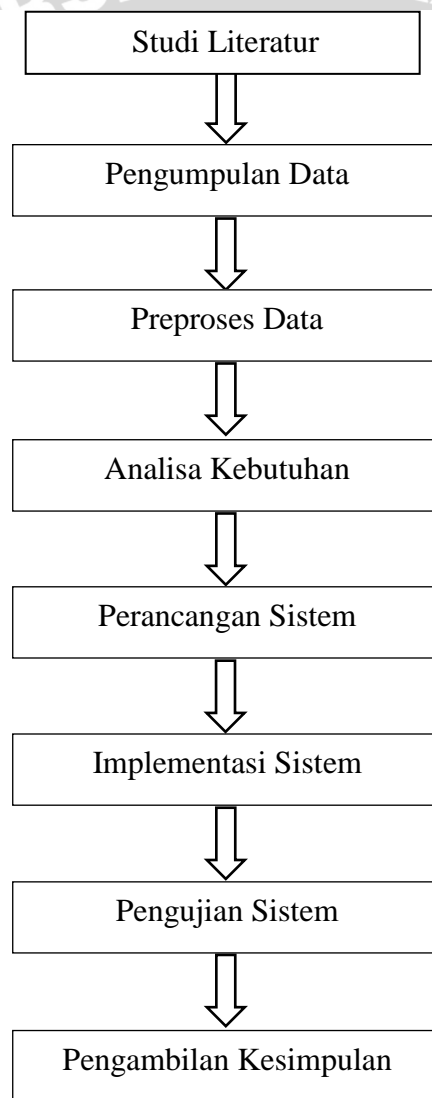 Studi Literatur
Pengumpulan Data
Preproses Data
Analisa Kebutuhan
Perancangan Sistem
Implementasi Sistem
Pengujian Sistem
Pengambilan Kesimpulan